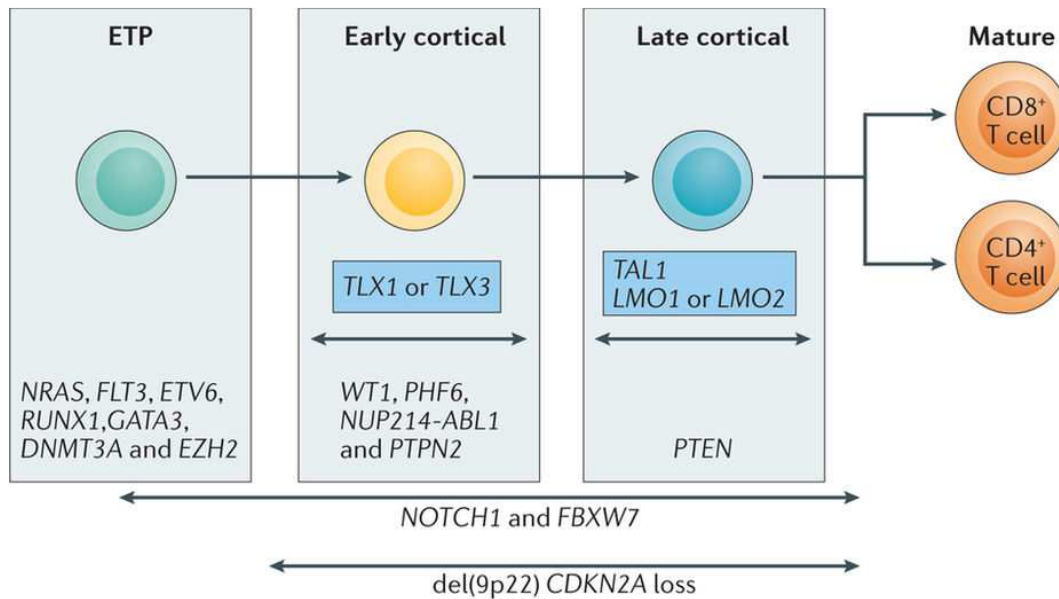 ETP
Early cortical
Late cortical
Mature
CD8⁺
T cell
CD4⁺
T cell
TLX1 or TLX3
TAL1
LMO1 or LMO2
NRAS, FLT3, ETV6,
RUNX1,GATA3,
DNMT3A and EZH2
WT1, PHF6,
NUP214-ABL1
and PTPN2
PTEN
NOTCH1 and FBXW7
del(9p22) CDKN2A loss